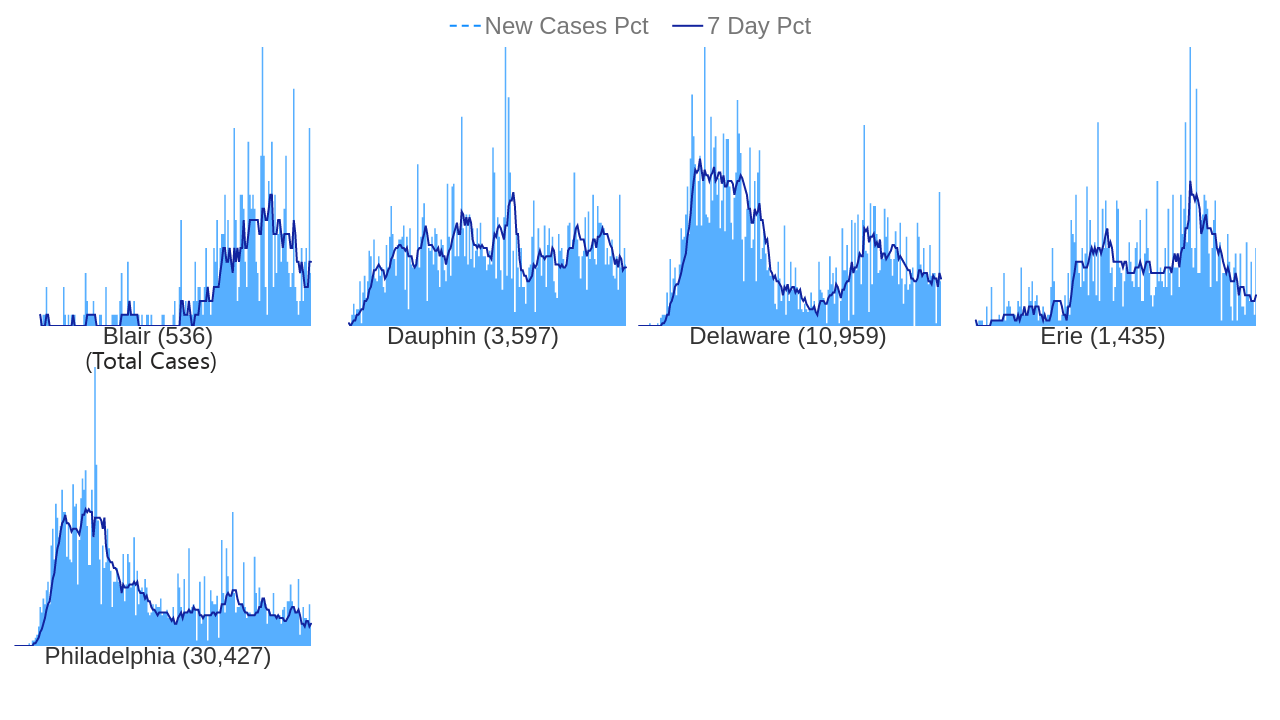 New Cases Pct 7 Day Pct
Blair (536)
(Total Cases)
Dauphin (3,597)
Delaware (10,959)
Erie (1,435)
Philadelphia (30,427)